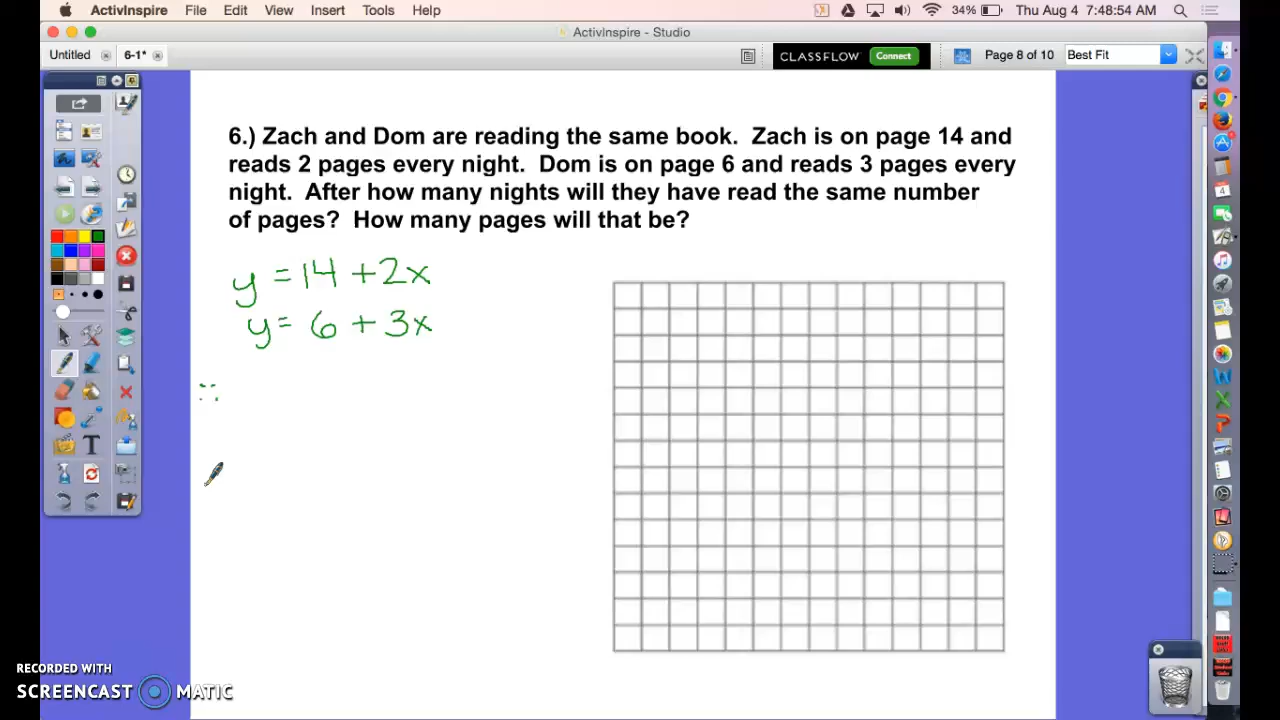 ActivInspire File Edit View Insert Tools Help 34% Thu Aug 4 7:48:54 AM
ActivInspire - Studio
Untitled 6-1* CLASSFLOW Connect Page 8 of 10 Best Fit
6.) Zach and Dom are reading the same book. Zach is on page 14 and
reads 2 pages every night. Dom is on page 6 and reads 3 pages every
night. After how many nights will they have read the same number
of pages? How many pages will that be?
y = 14 + 2x
y = 6 + 3x
RECORDED WITH
SCREENCAST MATIC